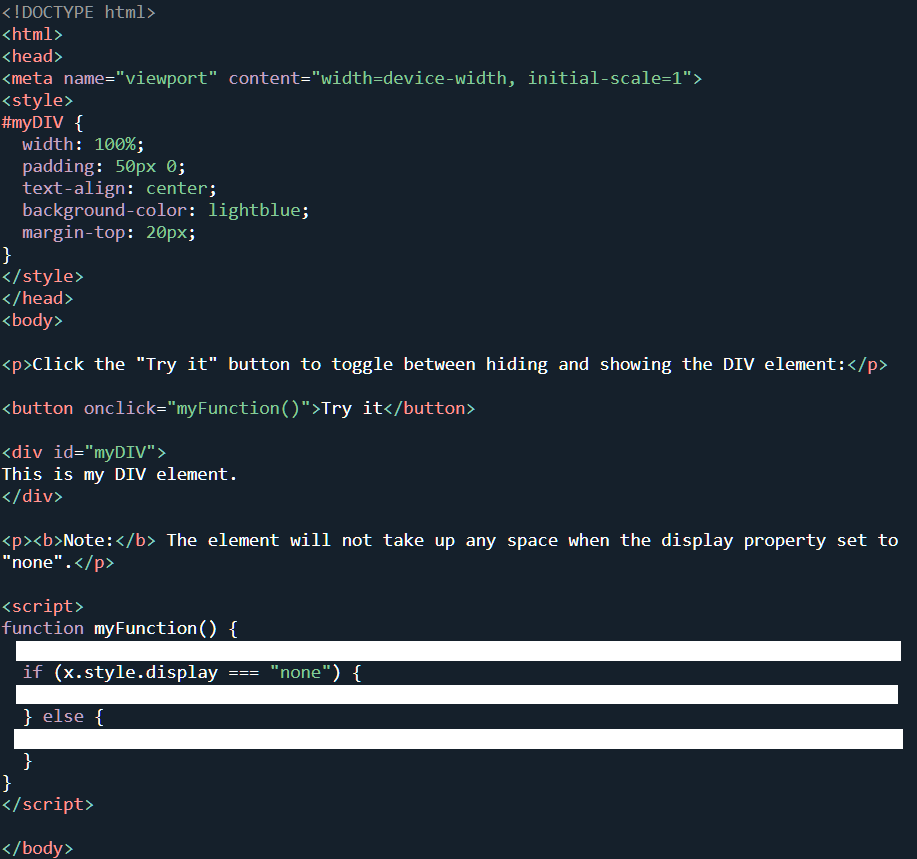 <!DOCTYPE html>
<html>
<head>
<meta name="viewport" content="width=device-width, initial-scale=1">
<style>
#myDIV {
  width: 100%;
  padding: 50px 0;
  text-align: center;
  background-color: lightblue;
  margin-top: 20px;
}
</style>
</head>
<body>

<p>Click the "Try it" button to toggle between hiding and showing the DIV element:</p>

<button onclick="myFunction()">Try it</button>

<div id="myDIV">
This is my DIV element.
</div>

<p><b>Note:</b> The element will not take up any space when the display property set to
"none".</p>

<script>
function myFunction() {
  if (x.style.display === "none") {
  } else {
  }
}
</script>

</body>